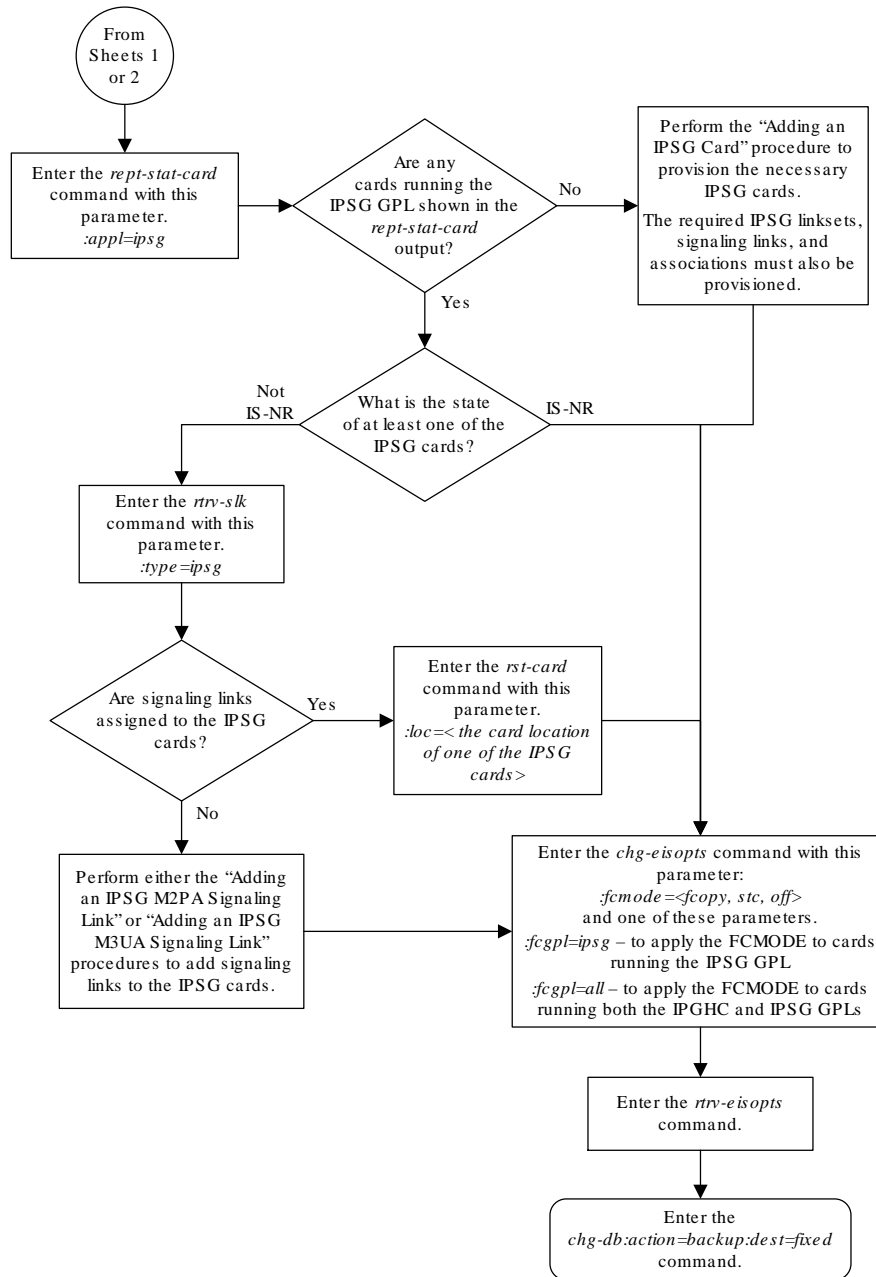 From
Sheets 1
or 2
Enter the rept-stat-card
command with this
parameter.
:appl=ipsg
Are any
cards running the
IPSG GPL shown in the
rept-stat-card
output?
No
Perform the “Adding an
IPSG Card” procedure to
provision the necessary
IPSG cards.
The required IPSG linksets,
signaling links, and
associations must also be
provisioned.
Yes
Not
IS-NR
What is the state
of at least one of the
IPSG cards?
IS-NR
Enter the rtrv-slk
command with this
parameter.
:type=ipsg
Are signaling links
assigned to the IPSG
cards?
Yes
Enter the rst-card
command with this
parameter.
:loc=< the card location
of one of the IPSG
cards>
No
Perform either the “Adding
an IPSG M2PA Signaling
Link” or “Adding an IPSG
M3UA Signaling Link”
procedures to add signaling
links to the IPSG cards.
Enter the chg-eisopts command with this
parameter:
:fcmode=<fcopy, stc, off>
and one of these parameters.
:fcgpl=ipsg – to apply the FCMODE to cards
running the IPSG GPL
:fcgpl=all – to apply the FCMODE to cards
running both the IPGHC and IPSG GPLs
Enter the rtrv-eisopts
command.
Enter the
chg-db:action=backup:dest=fixed
command.